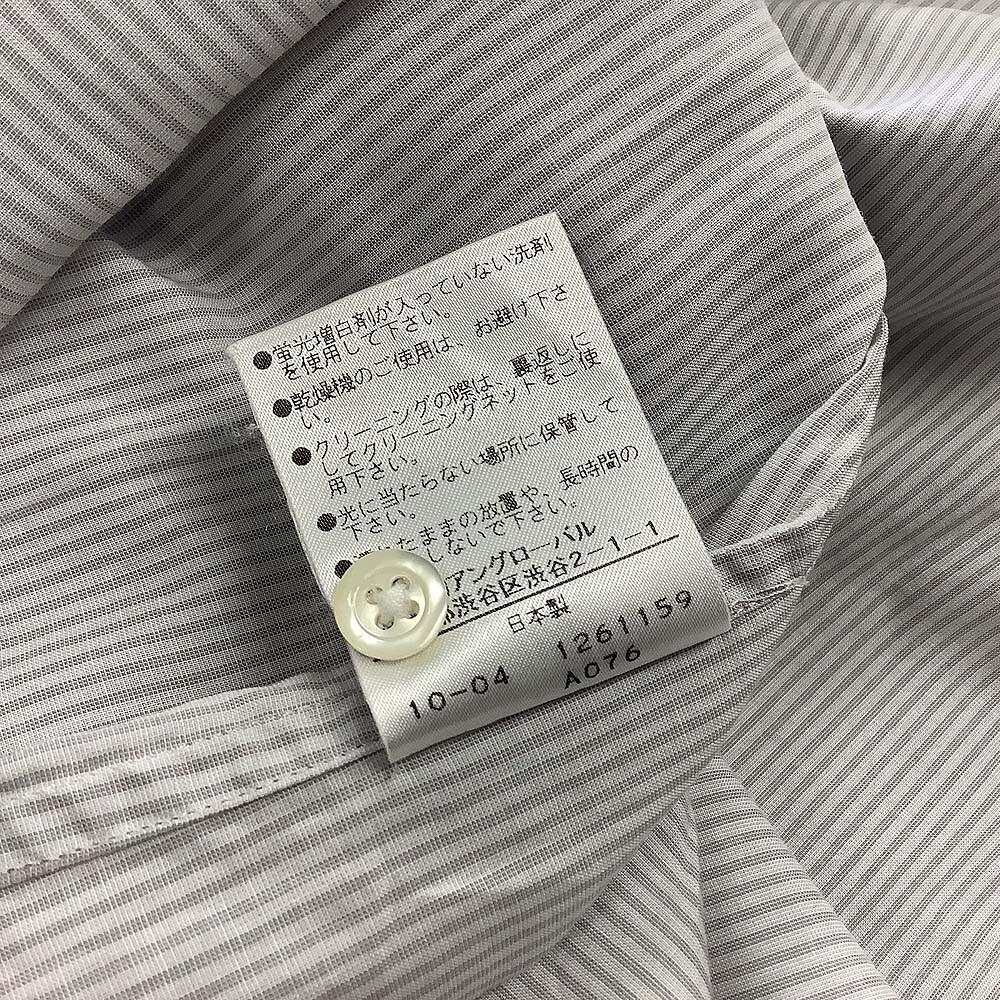 ●蛍光増白剤が入っていない洗剤
を使用して下さい。
●乾燥機のご使用は、お避け下さ
い。
●クリーニングの際は、裏返しに
してクリーニングネットをご使
用下さい。
●光に当たらない場所に保管して
下さい。
たままの放置や、長時間の
しないで下さい。
アングローバル
渋谷区渋谷2-1-1
日本製
10-04 1261159
A076